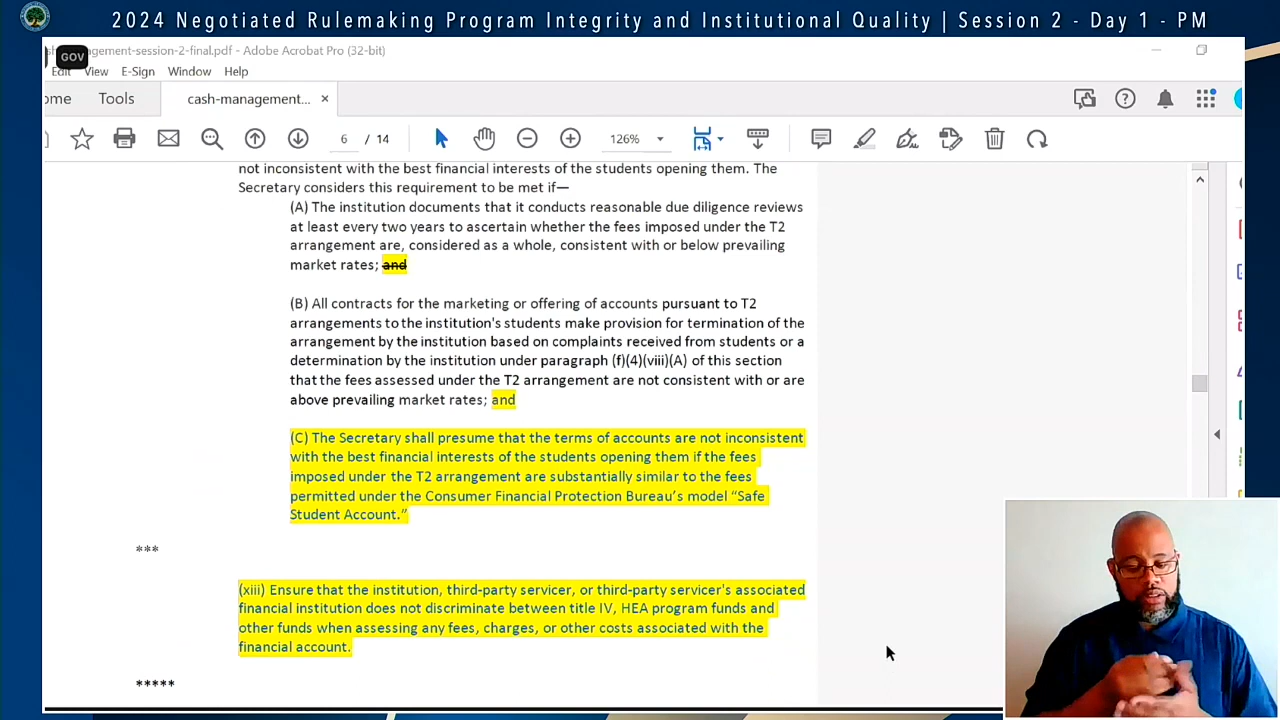 2024 Negotiated Rulemaking Program Integrity and Institutional Quality | Session 2 - Day 1 - PM
GOV
sh-management-session-2-final.pdf - Adobe Acrobat Pro (32-bit)
Edit View E-Sign Window Help
ome Tools cash-management... ×
6 / 14 126%
not inconsistent with the best financial interests of the students opening them. The
Secretary considers this requirement to be met if—
(A) The institution documents that it conducts reasonable due diligence reviews
at least every two years to ascertain whether the fees imposed under the T2
arrangement are, considered as a whole, consistent with or below prevailing
market rates; and
(B) All contracts for the marketing or offering of accounts pursuant to T2
arrangements to the institution's students make provision for termination of the
arrangement by the institution based on complaints received from students or a
determination by the institution under paragraph (f)(4)(viii)(A) of this section
that the fees assessed under the T2 arrangement are not consistent with or are
above prevailing market rates; and
(C) The Secretary shall presume that the terms of accounts are not inconsistent
with the best financial interests of the students opening them if the fees
imposed under the T2 arrangement are substantially similar to the fees
permitted under the Consumer Financial Protection Bureau’s model “Safe
Student Account.”
***
(xiii) Ensure that the institution, third-party servicer, or third-party servicer's associated
financial institution does not discriminate between title IV, HEA program funds and
other funds when assessing any fees, charges, or other costs associated with the
financial account.
*****